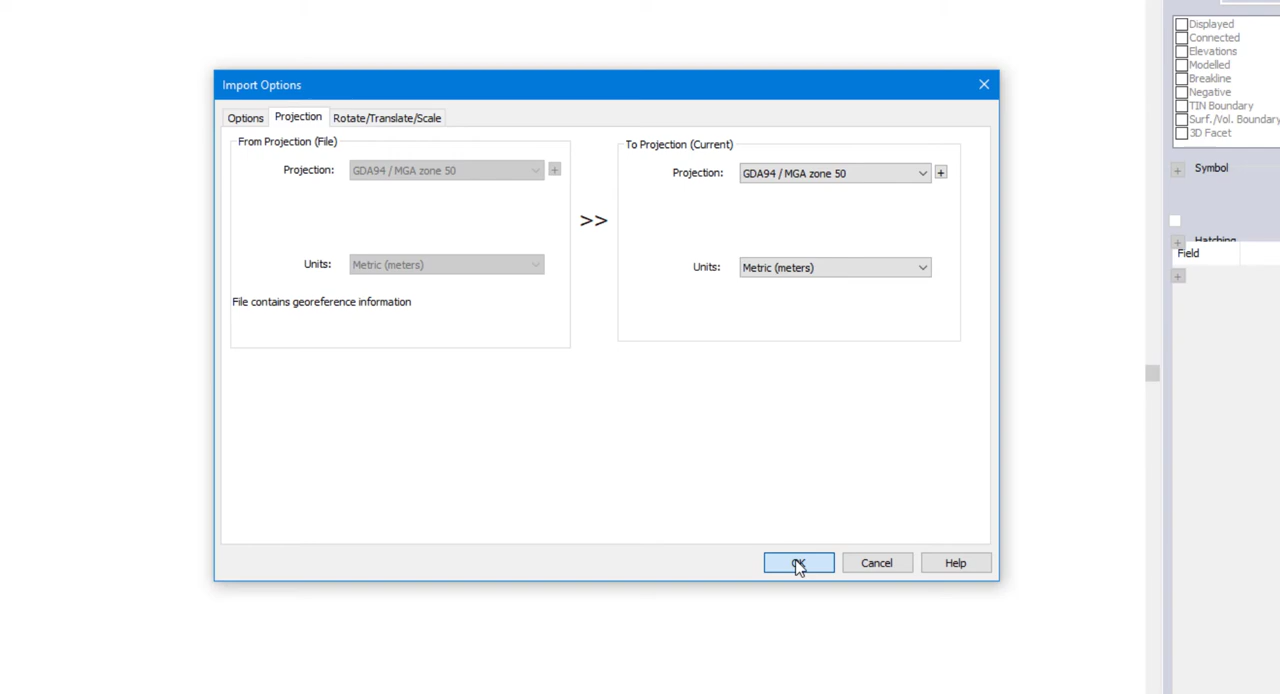 Import Options
Options Projection Rotate/Translate/Scale
From Projection (File)
Projection: GDA94 / MGA zone 50 +
Units: Metric (meters)
File contains georeference information
>>
To Projection (Current)
Projection: GDA94 / MGA zone 50 +
Units: Metric (meters)
OK Cancel Help
Displayed
Connected
Elevations
Modelled
Breakline
Negative
TIN Boundary
Surf./Vol. Boundary
3D Facet
+ Symbol
+ Hatching
Field
+